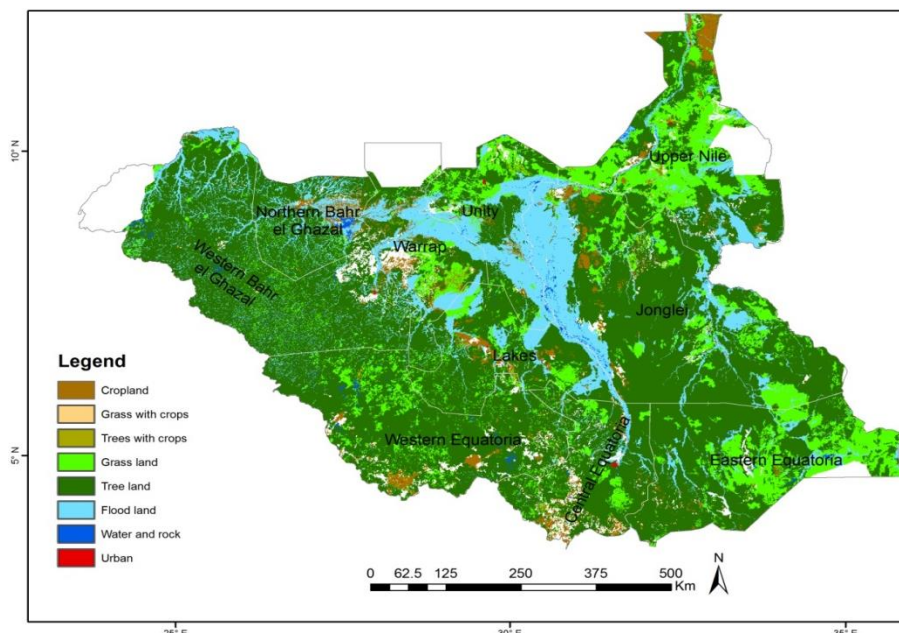 10° N
5° N
Upper Nile
Northern Bahr
el Ghazal
Unity
Warrap
Western Bahr
el Ghazal
Jonglei
Lakes
Western Equatoria
Central Equatoria
Eastern Equatoria
Legend
Cropland
Grass with crops
Trees with crops
Grass land
Tree land
Flood land
Water and rock
Urban
0 62.5 125 250 375 500
Km
N
25° E
30° E
35° E